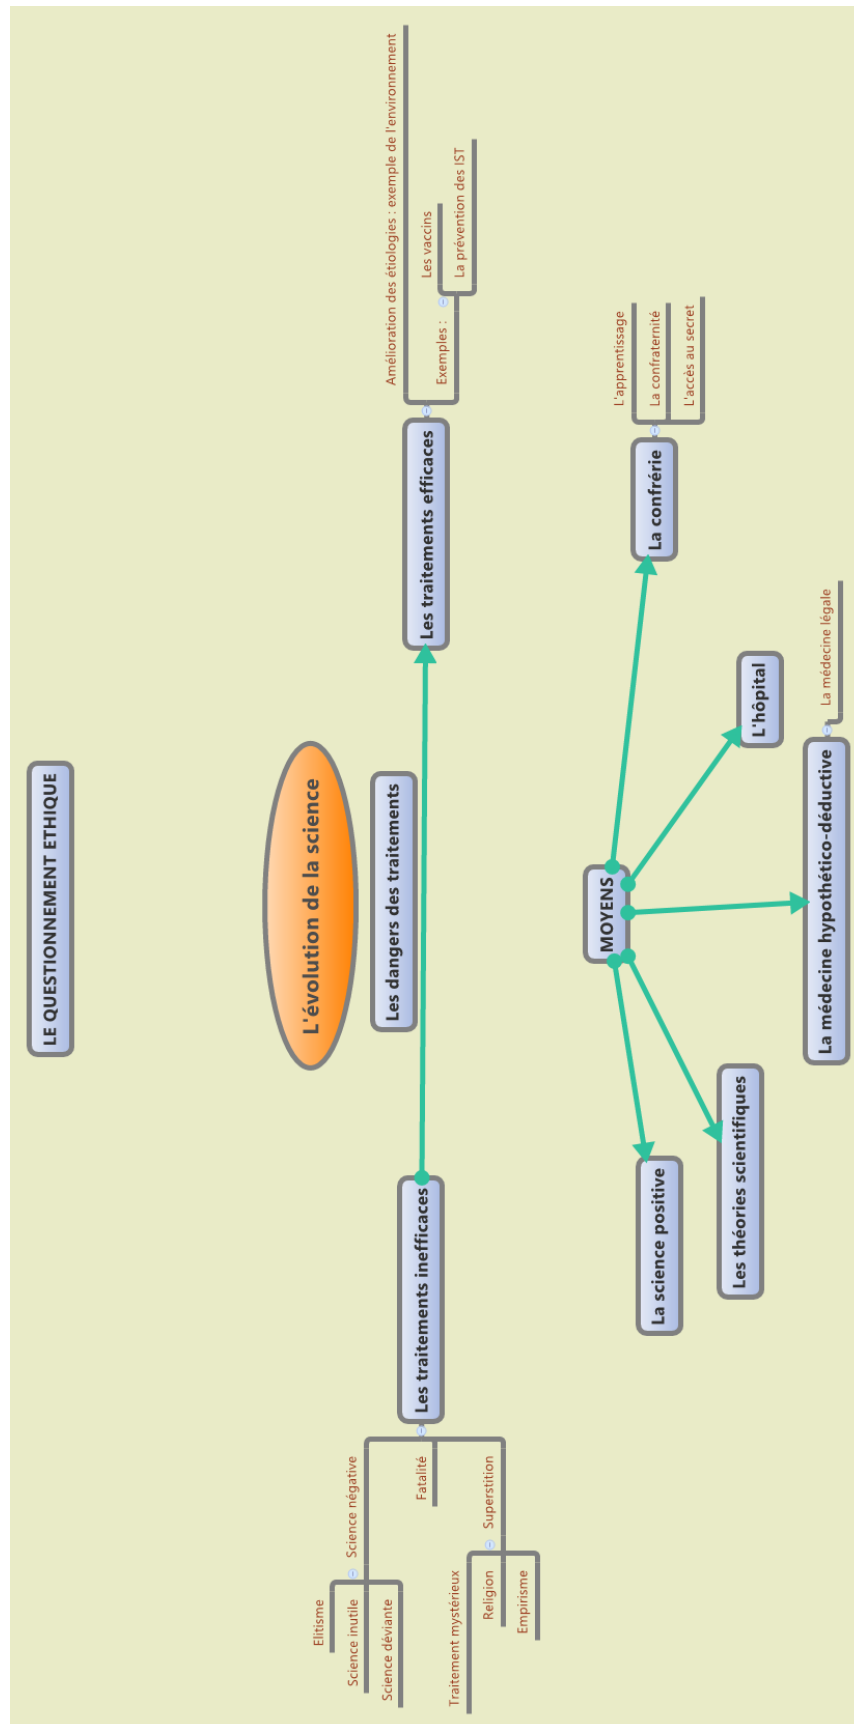 LE QUESTIONNEMENT ETHIQUE
L'évolution de la science
Les dangers des traitements
Les traitements inefficaces
Science négative
Elitisme
Science inutile
Science déviante
Fatalité
Superstition
Traitement mystérieux
Religion
Empirisme
Les traitements efficaces
Amélioration des étiologies : exemple de l'environnement
Exemples :
Les vaccins
La prévention des IST
MOYENS
La science positive
Les théories scientifiques
La médecine hypothético-déductive
La médecine légale
L'hôpital
La confrérie
L'apprentissage
La confraternité
L'accès au secret